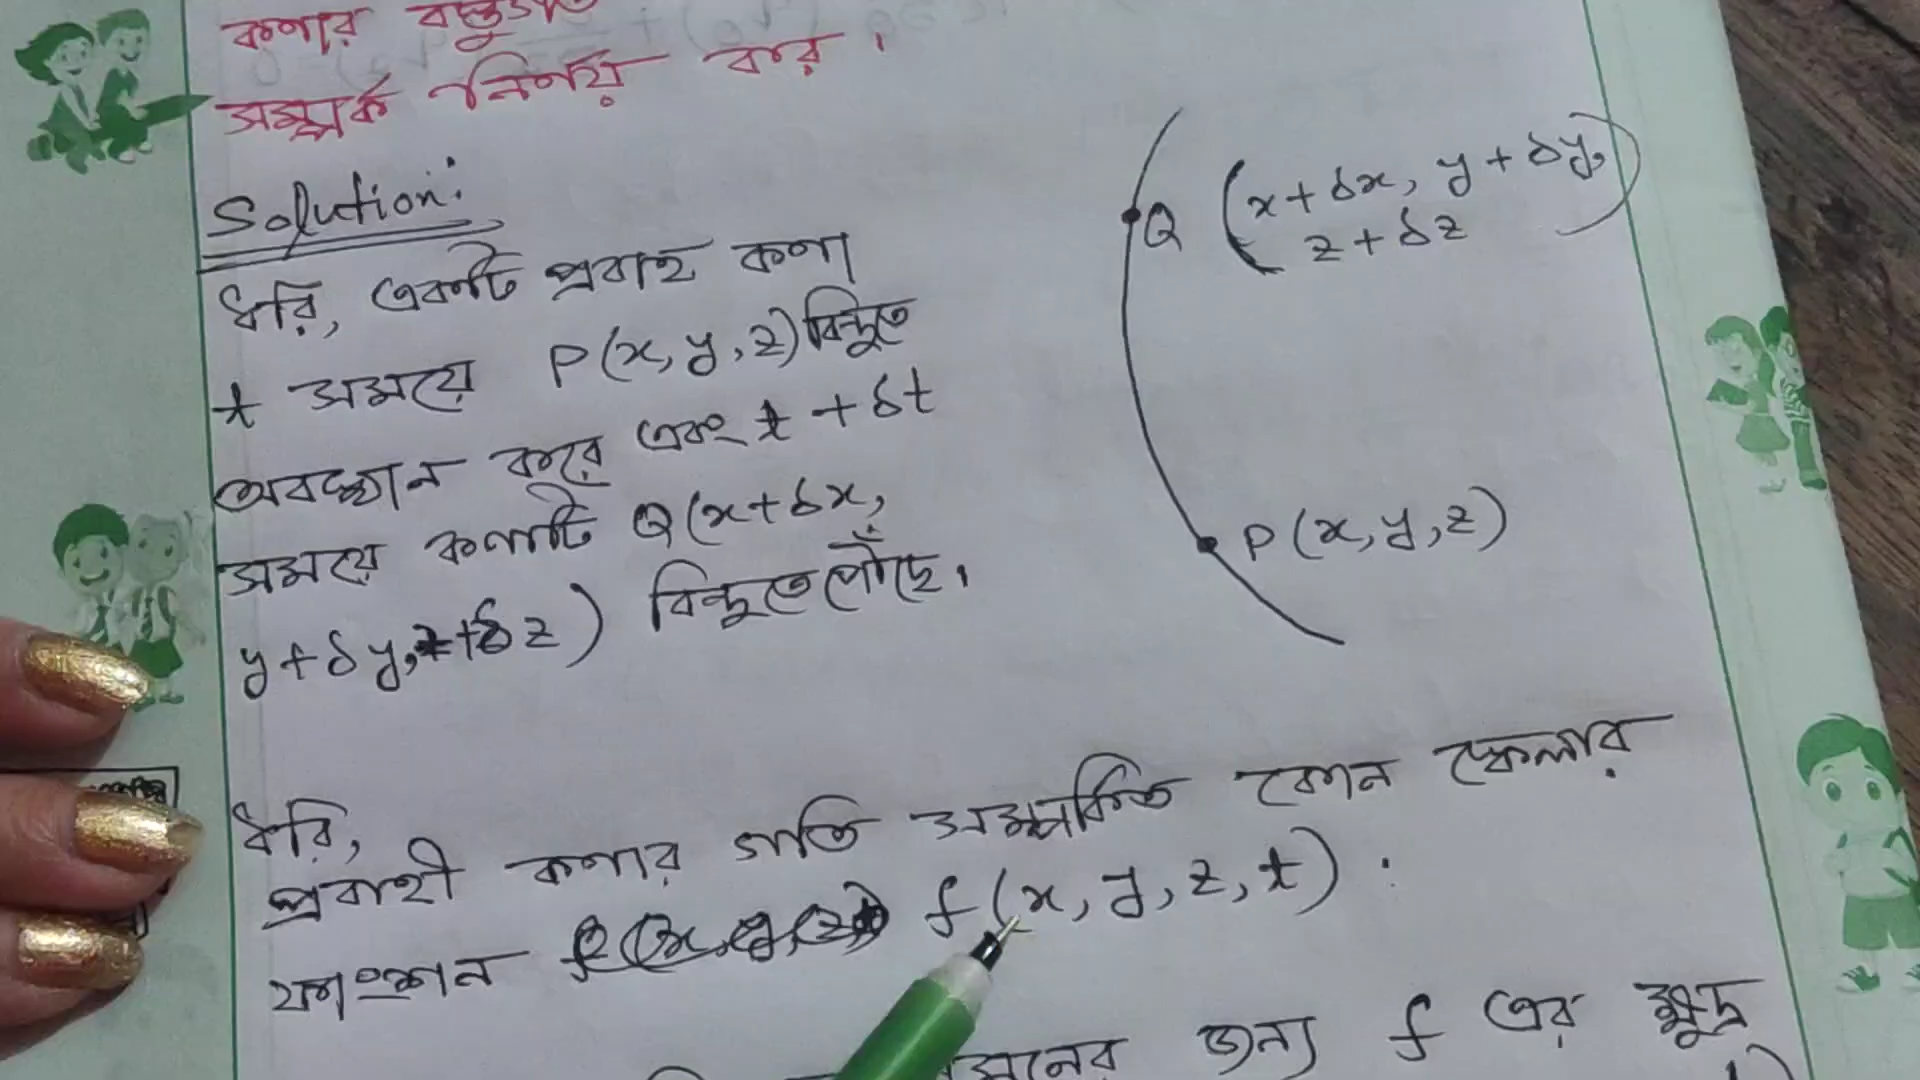 কণার বস্তুগত
সম্পর্ক নির্ণয় কর।
Solution:
ধরি, একটি প্রবাহ কণা
t সময়ে P(x, y, z) বিন্দুতে
অবস্থান করে এবং t + δt
সময়ে কণাটি Q(x+δx,
y+δy, z+δz) বিন্দুতে পৌঁছে।
Q (x+δx, y+δy,
z+δz)
P(x, y, z)
ধরি,
প্রবাহী কণার গতি সম্পর্কিত কোন স্কেলার
ফাংশন f(x, y, z, t) :
জন্য f এর ক্ষুদ্র